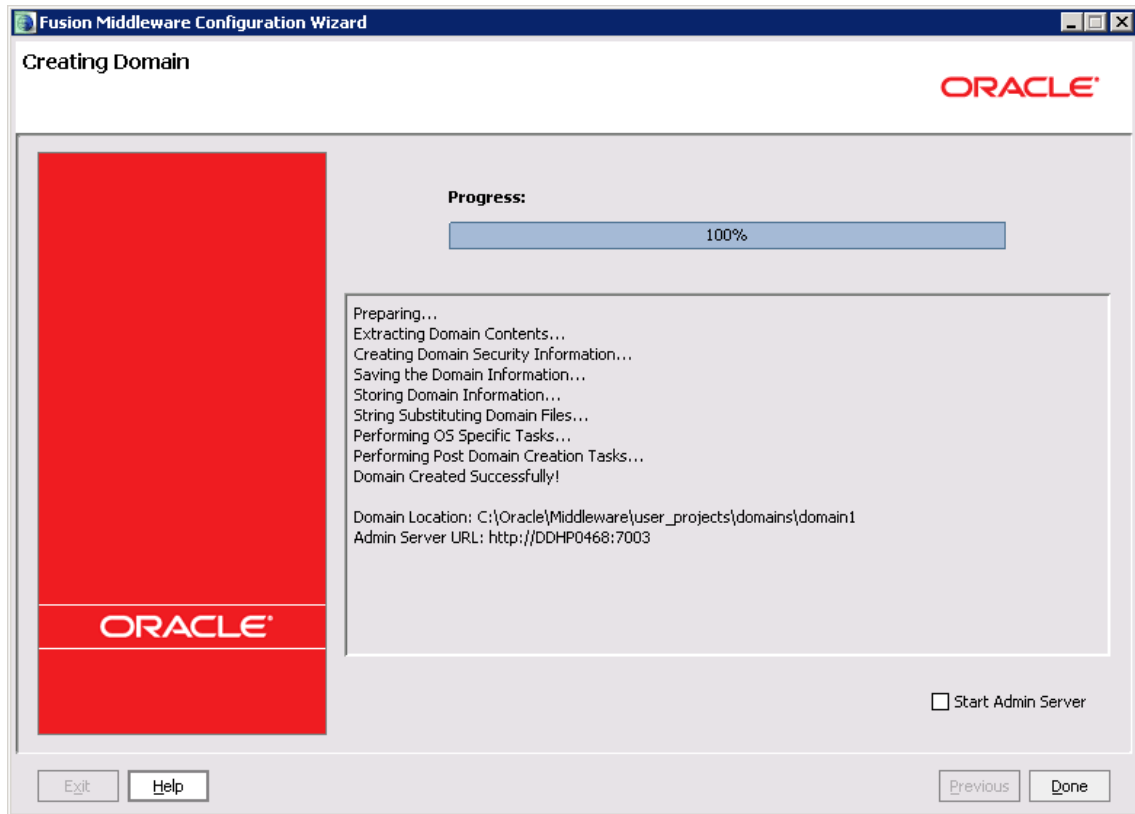 Fusion Middleware Configuration Wizard
Creating Domain
ORACLE®
Progress:
100%
Preparing...
Extracting Domain Contents...
Creating Domain Security Information...
Saving the Domain Information...
Storing Domain Information...
String Substituting Domain Files...
Performing OS Specific Tasks...
Performing Post Domain Creation Tasks...
Domain Created Successfully!
Domain Location: C:\Oracle\Middleware\user_projects\domains\domain1
Admin Server URL: http://DDHP0468:7003
ORACLE®
Start Admin Server
Exit Help Previous Done